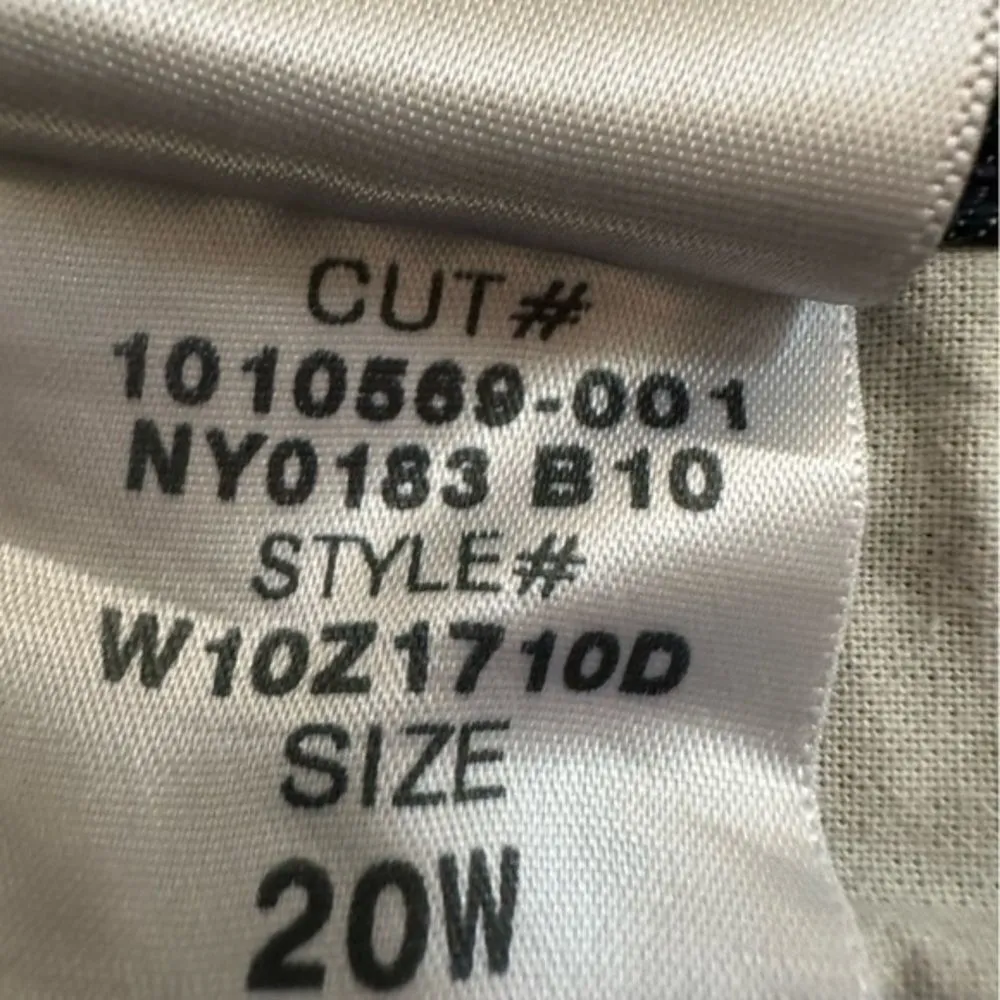 CUT#
1010569-001
NY0183 B10
STYLE#
W10Z1710D
SIZE
20W